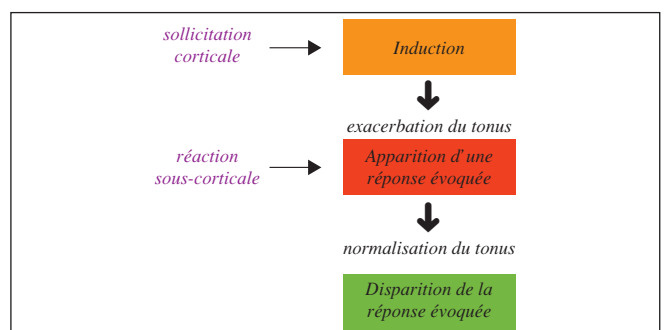 sollicitation
corticale
Induction
exacerbation du tonus
réaction
sous-corticale
Apparition d'une
réponse évoquée
normalisation du tonus
Disparition de la
réponse évoquée